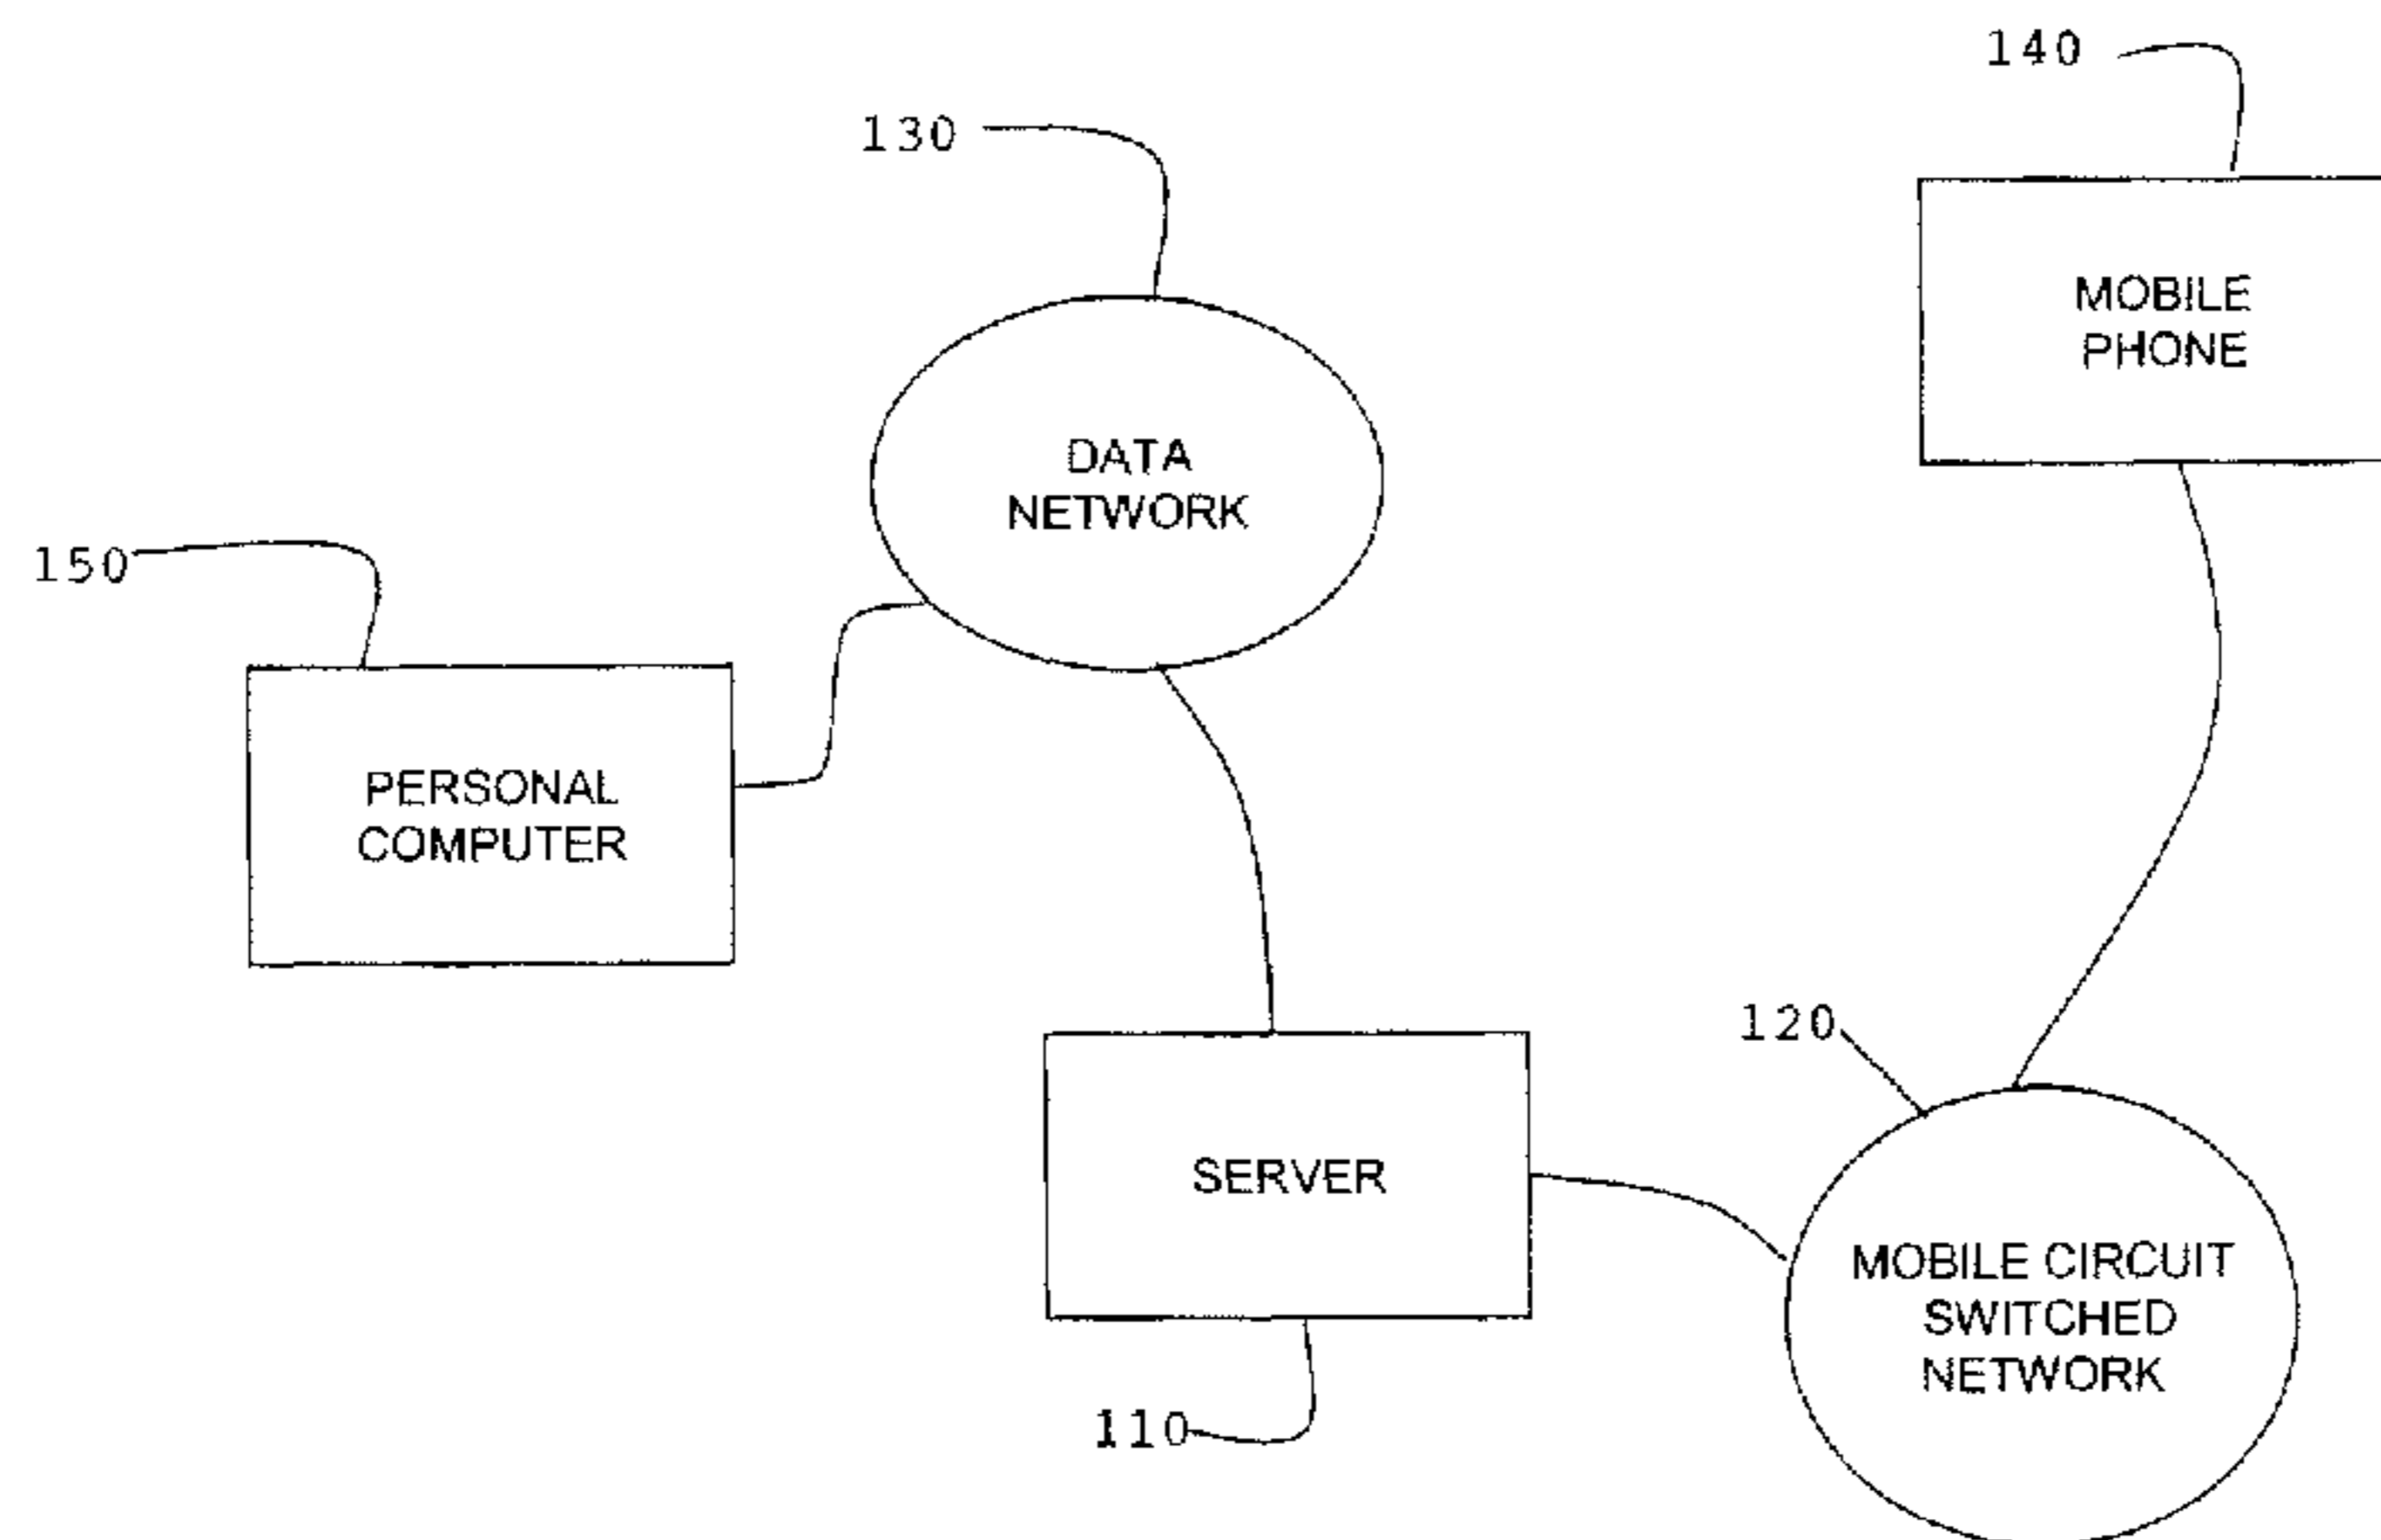 140
130
MOBILE
PHONE
DATA
NETWORK
150
PERSONAL
COMPUTER
120
SERVER
MOBILE CIRCUIT
SWITCHED
NETWORK
110